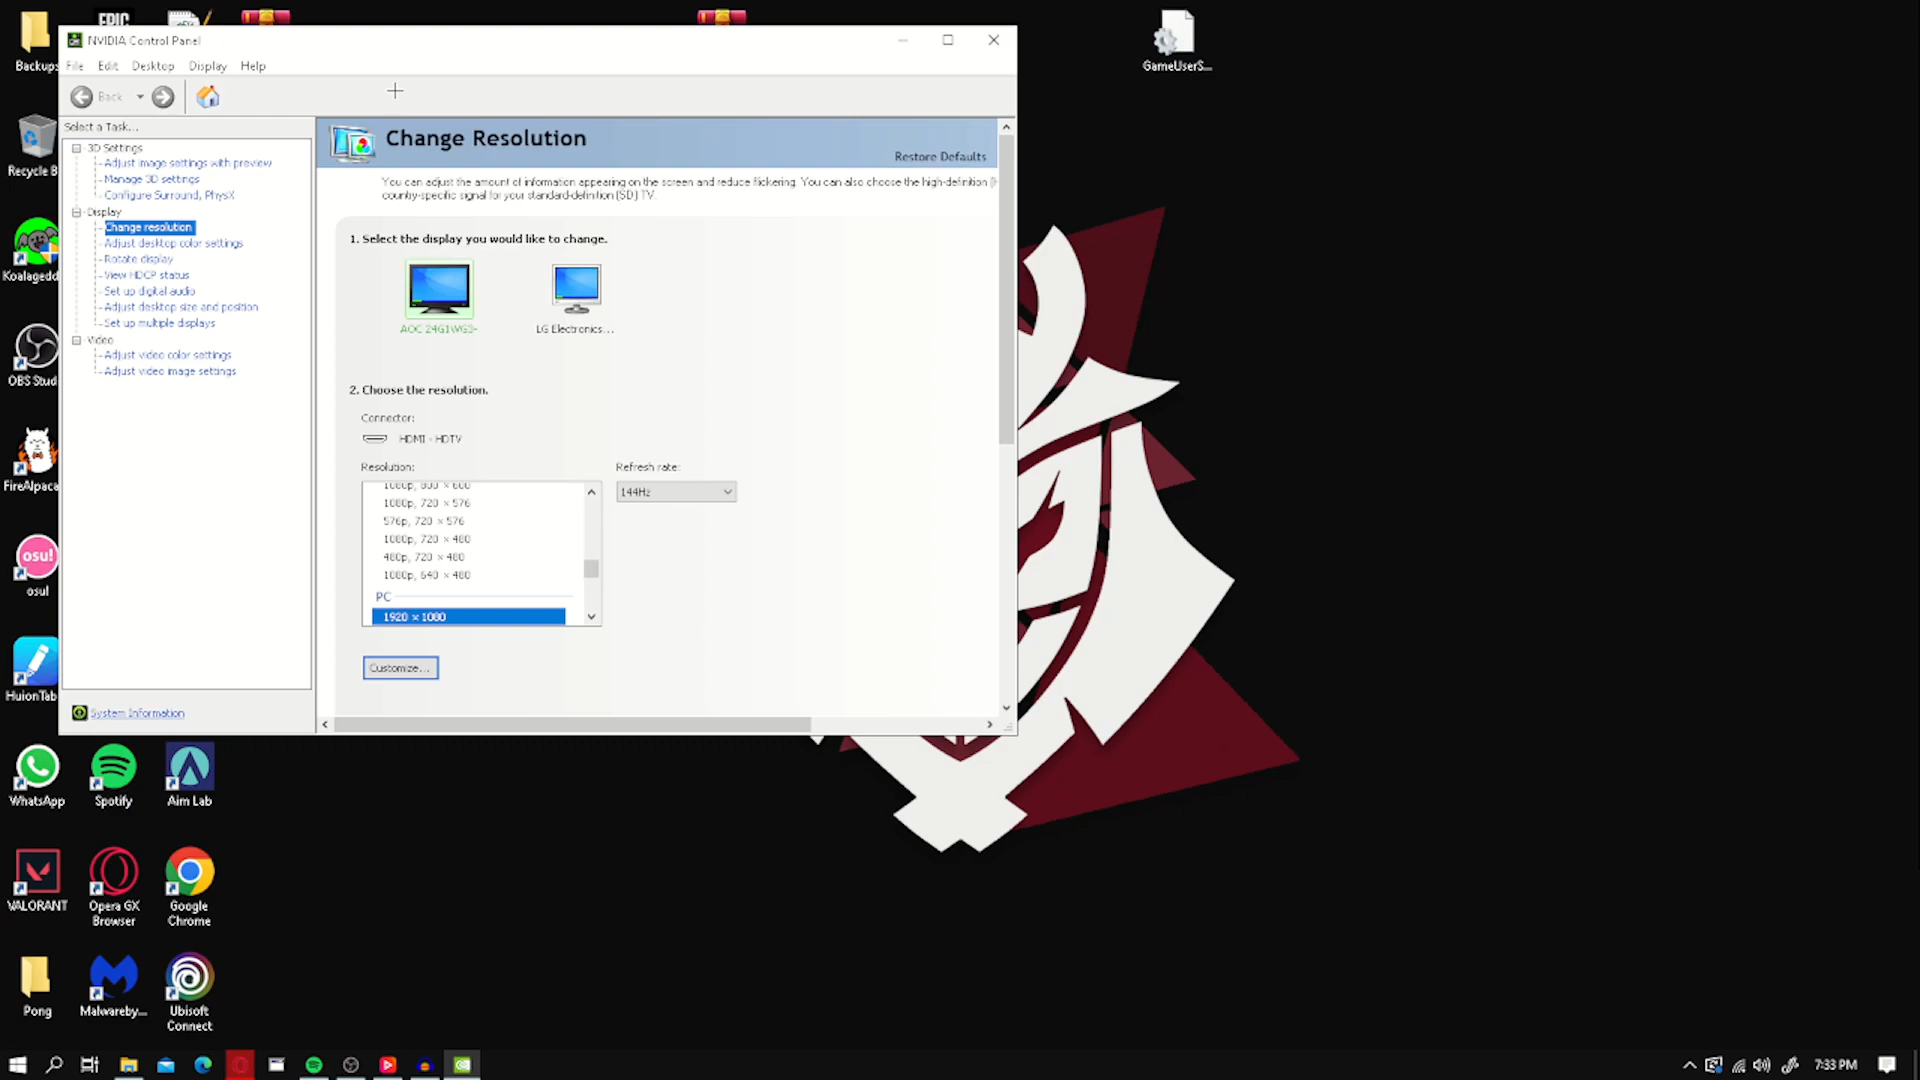 EPIC
Backups
GameUserS...
NVIDIA Control Panel
File Edit Desktop Display Help
Back
Select a Task...
3D Settings
Adjust image settings with preview
Manage 3D settings
Configure Surround, PhysX
Display
Change resolution
Adjust desktop color settings
Rotate display
View HDCP status
Set up digital audio
Adjust desktop size and position
Set up multiple displays
Video
Adjust video color settings
Adjust video image settings
System Information
Change Resolution
Restore Defaults
You can adjust the amount of information appearing on the screen and reduce flickering. You can also choose the high-definition (
country-specific signal for your standard-definition (SD) TV.
1. Select the display you would like to change.
AOC 24G1WG3-
LG Electronics...
2. Choose the resolution.
Connector:
HDMI - HDTV
Resolution:
Refresh rate:
144Hz
1080p, 800 × 600
1080p, 720 × 576
576p, 720 × 576
1080p, 720 × 480
480p, 720 × 480
1080p, 640 × 480
PC
1920 × 1080
Customize...
Recycle B
Koalagedd
OBS Stud
FireAlpaca
osu!
osu!
HuionTab
WhatsApp
Spotify
Aim Lab
VALORANT
Opera GX
Browser
Google
Chrome
Pong
Malwareby...
Ubisoft
Connect
7:33 PM